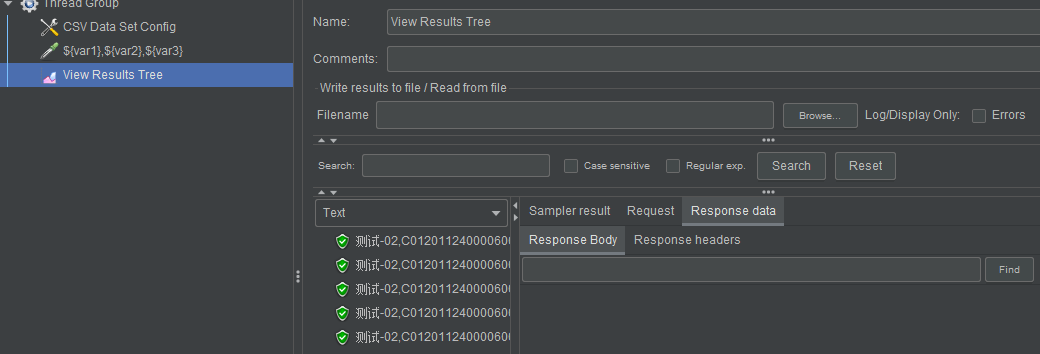 Thread Group
CSV Data Set Config
${var1},${var2},${var3}
View Results Tree
Name: View Results Tree
Comments:
Write results to file / Read from file
Filename Browse... Log/Display Only: Errors
Search: Case sensitive Regular exp. Search Reset
Text
Sampler result Request Response data
Response Body Response headers
Find
测试-02,C012011240000600
测试-02,C012011240000600
测试-02,C012011240000600
测试-02,C012011240000600
测试-02,C012011240000600